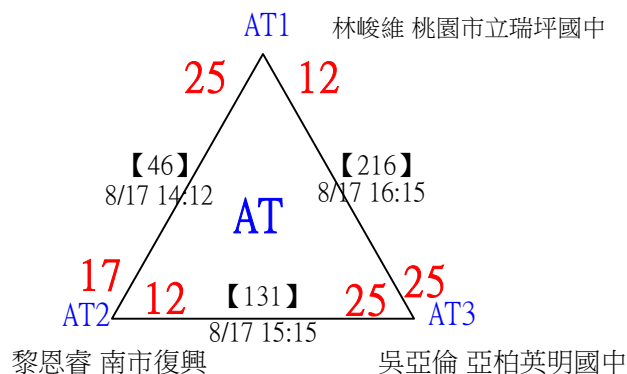 AT1 林峻維 桃園市立瑞坪國中
25 12
【46】 【216】
8/17 14:12 8/17 16:15
AT
17 25
AT2 12 【131】 25 AT3
8/17 15:15
黎恩睿 南市復興 吳亞倫 亞柏英明國中